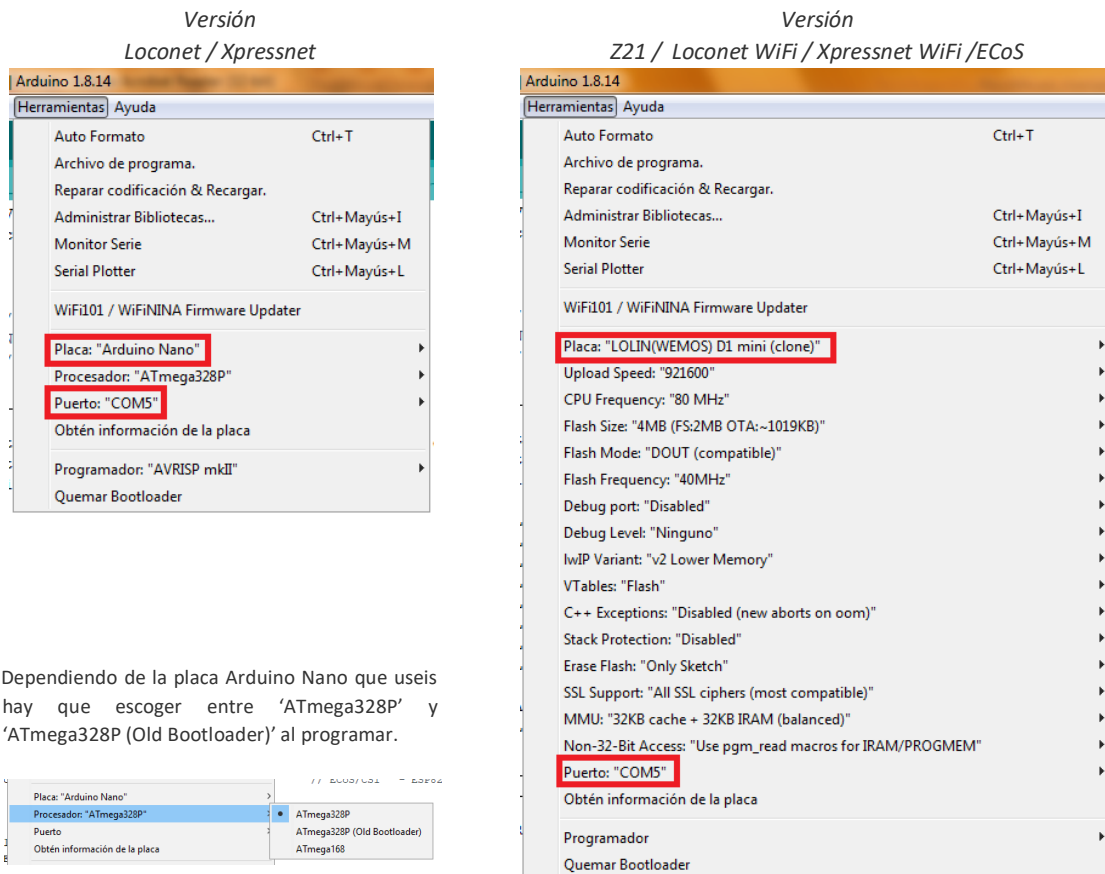 Versión
Loconet / Xpressnet
Arduino 1.8.14
Herramientas Ayuda
Auto Formato Ctrl+T
Archivo de programa.
Reparar codificación & Recargar.
Administrar Bibliotecas... Ctrl+Mayús+I
Monitor Serie Ctrl+Mayús+M
Serial Plotter Ctrl+Mayús+L
WiFi101 / WiFiNINA Firmware Updater
Placa: "Arduino Nano"
Procesador: "ATmega328P"
Puerto: "COM5"
Obtén información de la placa
Programador: "AVRISP mkII"
Quemar Bootloader
Dependiendo de la placa Arduino Nano que useis
hay que escoger entre ‘ATmega328P’ y
‘ATmega328P (Old Bootloader)’ al programar.
Placa: "Arduino Nano"
Procesador: "ATmega328P"
Puerto
Obtén información de la placa
ATmega328P
ATmega328P (Old Bootloader)
ATmega168
Versión
Z21 / Loconet WiFi / Xpressnet WiFi /ECoS
Arduino 1.8.14
Herramientas Ayuda
Auto Formato Ctrl+T
Archivo de programa.
Reparar codificación & Recargar.
Administrar Bibliotecas... Ctrl+Mayús+I
Monitor Serie Ctrl+Mayús+M
Serial Plotter Ctrl+Mayús+L
WiFi101 / WiFiNINA Firmware Updater
Placa: "LOLIN(WEMOS) D1 mini (clone)"
Upload Speed: "921600"
CPU Frequency: "80 MHz"
Flash Size: "4MB (FS:2MB OTA:~1019KB)"
Flash Mode: "DOUT (compatible)"
Flash Frequency: "40MHz"
Debug port: "Disabled"
Debug Level: "Ninguno"
lwIP Variant: "v2 Lower Memory"
VTables: "Flash"
C++ Exceptions: "Disabled (new aborts on oom)"
Stack Protection: "Disabled"
Erase Flash: "Only Sketch"
SSL Support: "All SSL ciphers (most compatible)"
MMU: "32KB cache + 32KB IRAM (balanced)"
Non-32-Bit Access: "Use pgm_read macros for IRAM/PROGMEM"
Puerto: "COM5"
Obtén información de la placa
Programador
Quemar Bootloader